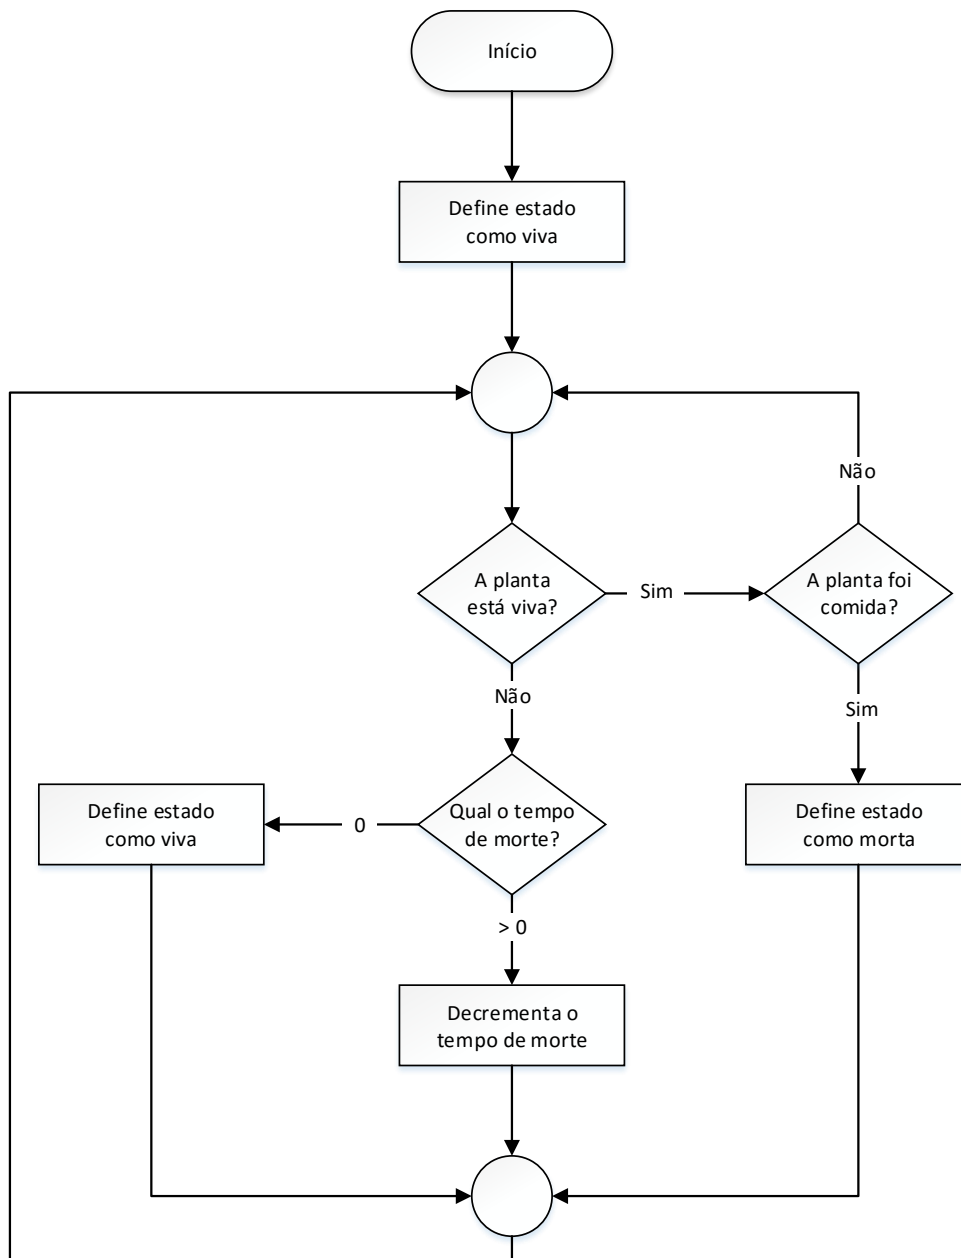 Início
Define estado
como viva
Não
A planta
está viva?
Sim
A planta foi
comida?
Não
Sim
Define estado
como viva
0
Qual o tempo
de morte?
Define estado
como morta
> 0
Decrementa o
tempo de morte